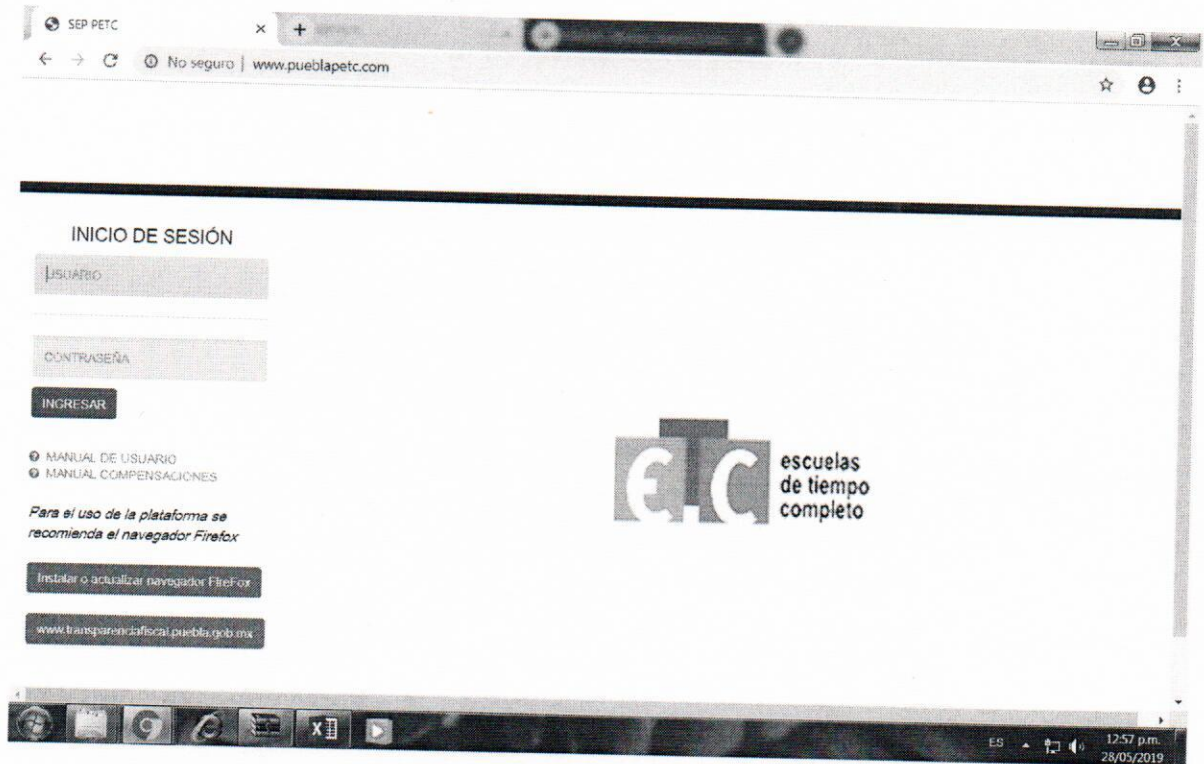 SEP PETC
No seguro | www.pueblapetc.com
INICIO DE SESIÓN
USUARIO
CONTRASEÑA
INGRESAR
MANUAL DE USUARIO
MANUAL COMPENSACIONES
Para el uso de la plataforma se
recomienda el navegador Firefox
Instalar o actualizar navegador FireFox
www.transparenciafiscal.puebla.gob.mx
eTC
escuelas
de tiempo
completo
ES
12:57 p.m.
28/05/2019